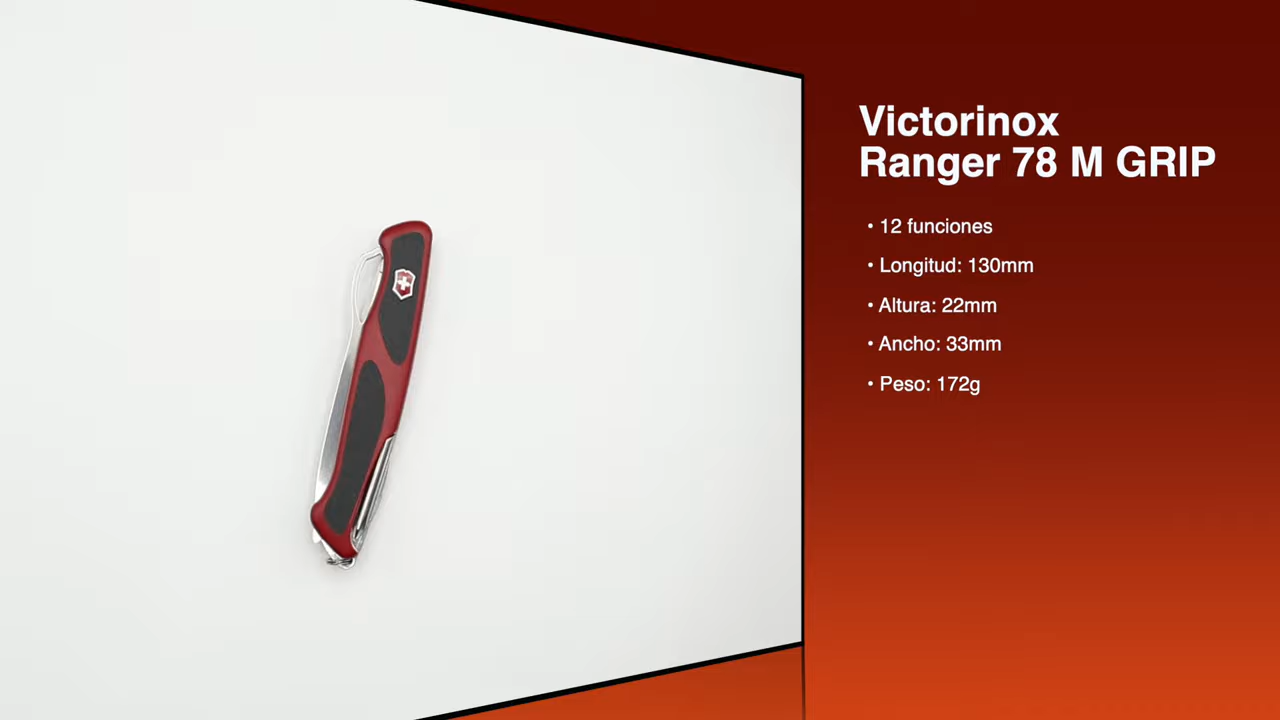 Victorinox
Ranger 78 M GRIP
• 12 funciones
• Longitud: 130mm
• Altura: 22mm
• Ancho: 33mm
• Peso: 172g